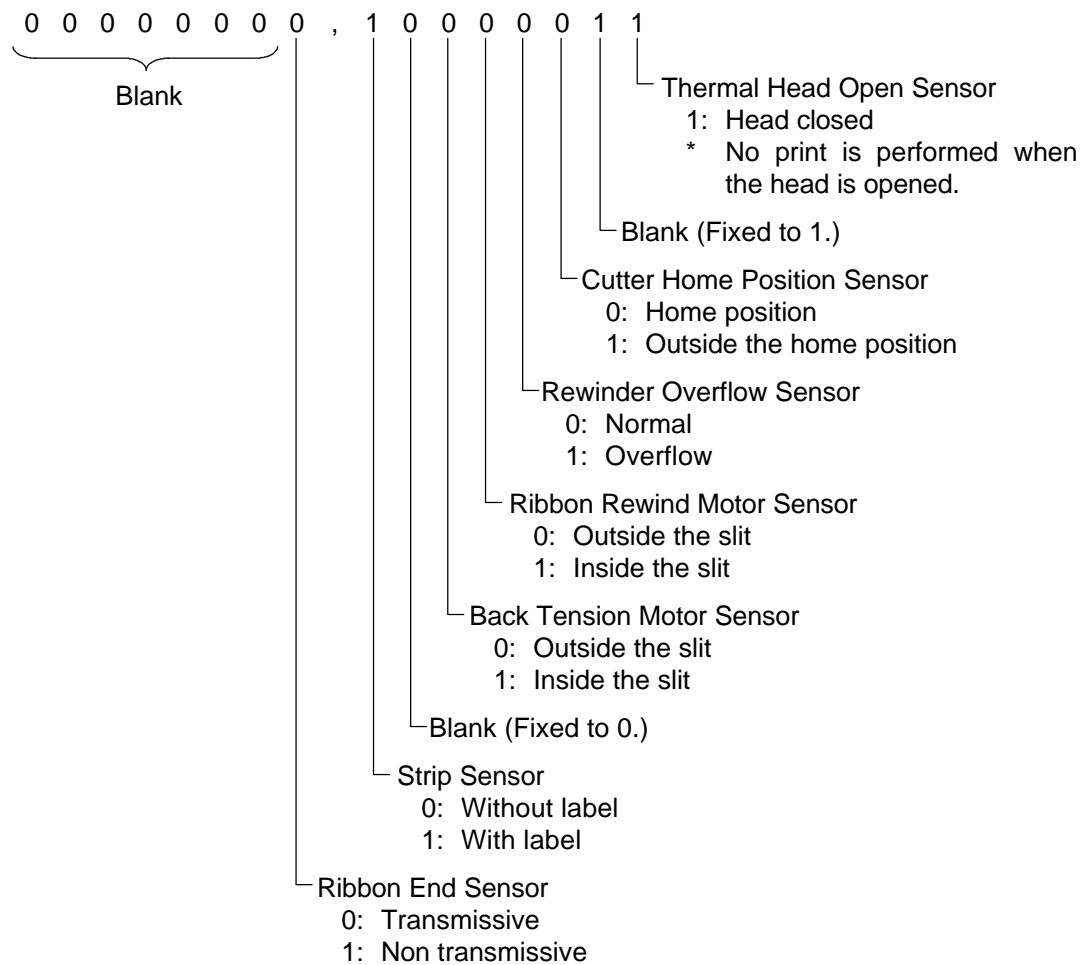 0 0 0 0 0 0 0 0 , 1 0 0 0 0 0 1 1
Blank
Thermal Head Open Sensor
1: Head closed
* No print is performed when
the head is opened.
Blank (Fixed to 1.)
Cutter Home Position Sensor
0: Home position
1: Outside the home position
Rewinder Overflow Sensor
0: Normal
1: Overflow
Ribbon Rewind Motor Sensor
0: Outside the slit
1: Inside the slit
Back Tension Motor Sensor
0: Outside the slit
1: Inside the slit
Blank (Fixed to 0.)
Strip Sensor
0: Without label
1: With label
Ribbon End Sensor
0: Transmissive
1: Non transmissive